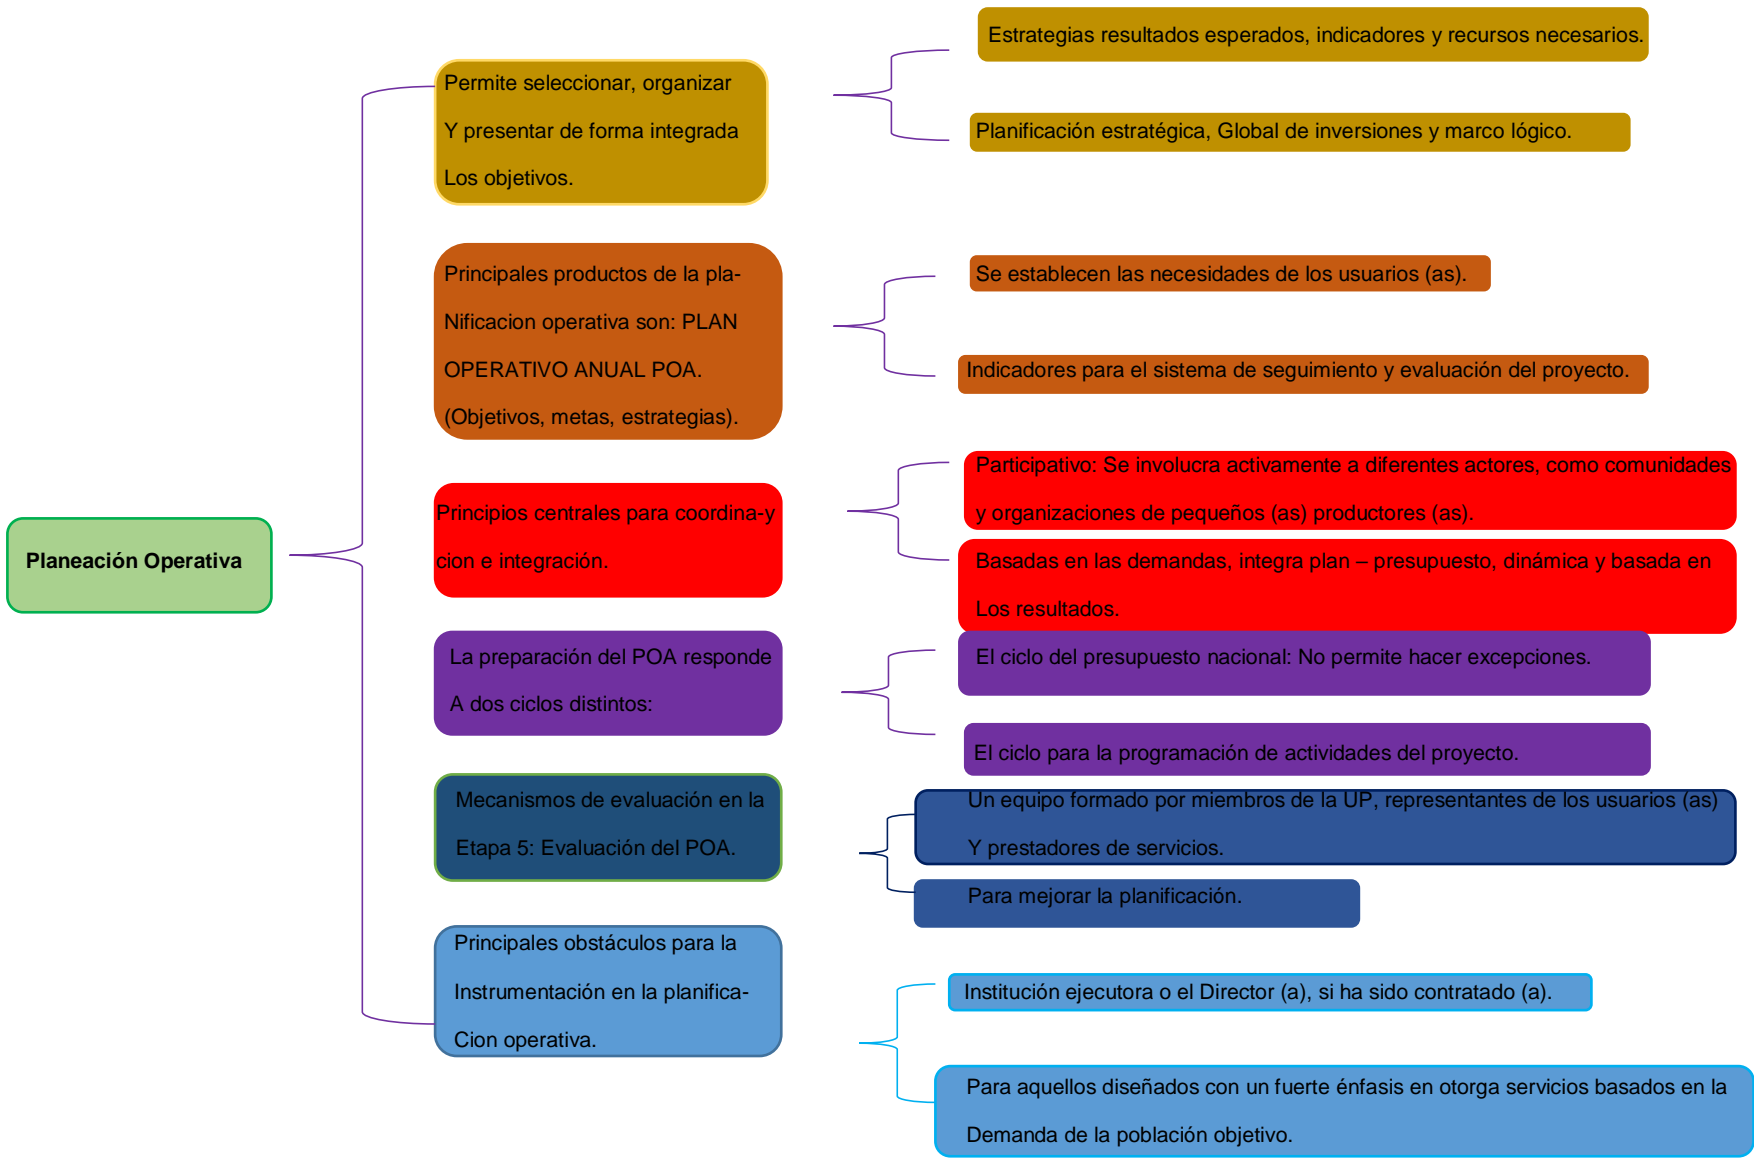 Planeación Operativa
Permite seleccionar, organizar
Y presentar de forma integrada
Los objetivos.
Estrategias resultados esperados, indicadores y recursos necesarios.
Planificación estratégica, Global de inversiones y marco lógico.
Principales productos de la pla-
Nificacion operativa son: PLAN
OPERATIVO ANUAL POA.
(Objetivos, metas, estrategias).
Se establecen las necesidades de los usuarios (as).
Indicadores para el sistema de seguimiento y evaluación del proyecto.
Principios centrales para coordina-y
cion e integración.
Participativo: Se involucra activamente a diferentes actores, como comunidades
y organizaciones de pequeños (as) productores (as).
Basadas en las demandas, integra plan – presupuesto, dinámica y basada en
Los resultados.
La preparación del POA responde
A dos ciclos distintos:
El ciclo del presupuesto nacional: No permite hacer excepciones.
El ciclo para la programación de actividades del proyecto.
Mecanismos de evaluación en la
Etapa 5: Evaluación del POA.
Un equipo formado por miembros de la UP, representantes de los usuarios (as)
Y prestadores de servicios.
Para mejorar la planificación.
Principales obstáculos para la
Instrumentación en la planifica-
Cion operativa.
Institución ejecutora o el Director (a), si ha sido contratado (a).
Para aquellos diseñados con un fuerte énfasis en otorga servicios basados en la
Demanda de la población objetivo.